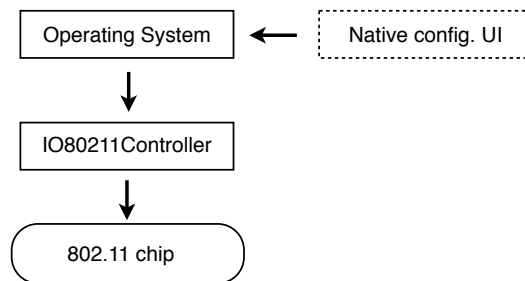 Operating System
Native config. UI
IO80211Controller
802.11 chip